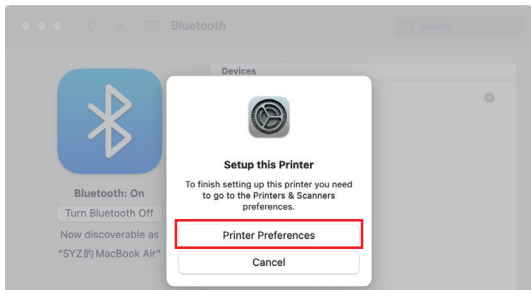 Bluetooth
Search
Devices
Setup this Printer
To finish setting up this printer you need
to go to the Printers & Scanners
preferences.
Bluetooth: On
Turn Bluetooth Off
Printer Preferences
Now discoverable as
"SYZ的 MacBook Air"
Cancel